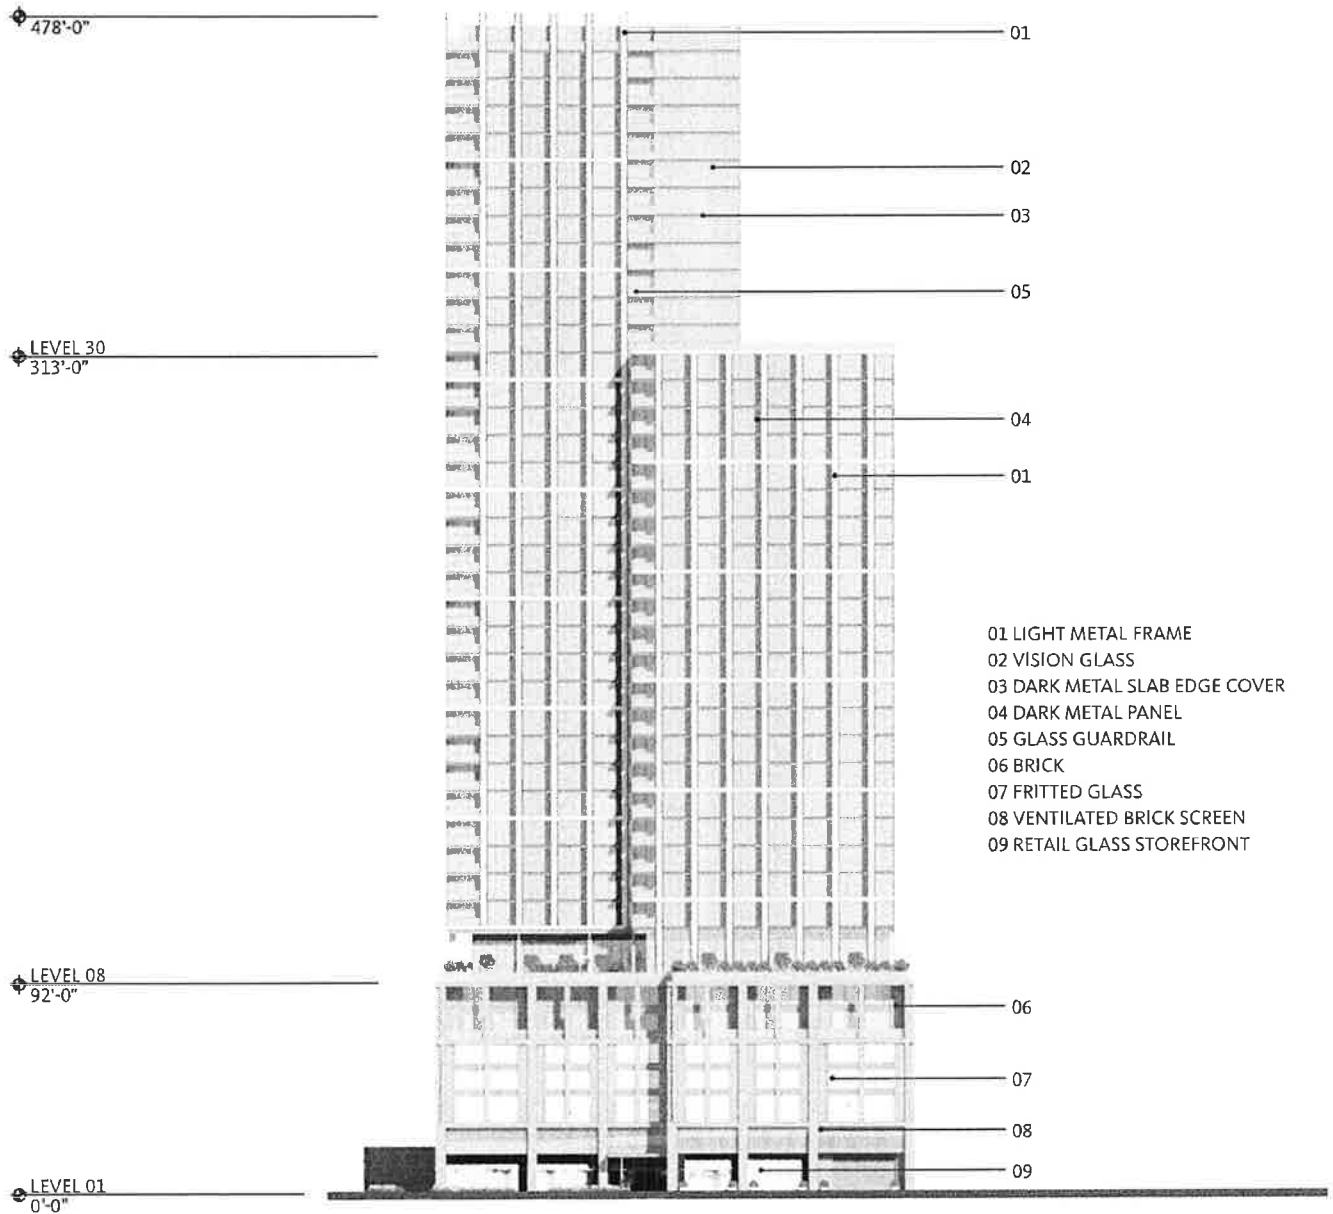 478'-0"
01
02
03
05
LEVEL 30
313'-0"
04
01
01 LIGHT METAL FRAME
02 VISION GLASS
03 DARK METAL SLAB EDGE COVER
04 DARK METAL PANEL
05 GLASS GUARDRAIL
06 BRICK
07 FRITTED GLASS
08 VENTILATED BRICK SCREEN
09 RETAIL GLASS STOREFRONT
LEVEL 08
92'-0"
06
07
08
09
LEVEL 01
0'-0"